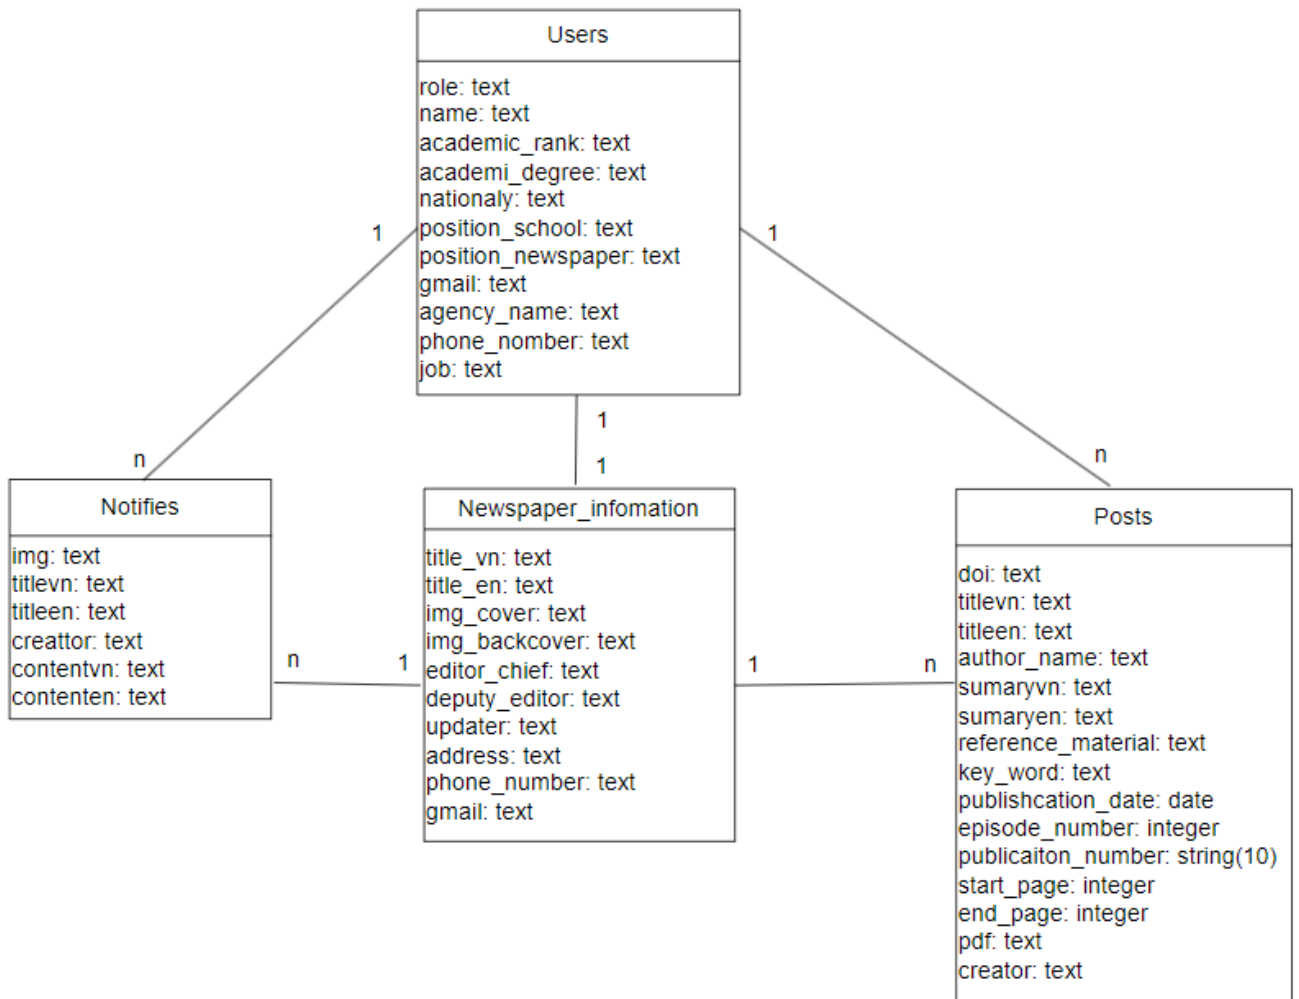 Users
role: text
name: text
academic_rank: text
academi_degree: text
nationaly: text
position_school: text
position_newspaper: text
gmail: text
agency_name: text
phone_nomber: text
job: text
1
1
1
1
n
n
Notifies
img: text
titlevn: text
titleen: text
creattor: text
contentvn: text
contenten: text
n
1
Newspaper_infomation
title_vn: text
title_en: text
img_cover: text
img_backcover: text
editor_chief: text
deputy_editor: text
updater: text
address: text
phone_number: text
gmail: text
1
n
Posts
doi: text
titlevn: text
titleen: text
author_name: text
sumaryvn: text
sumaryen: text
reference_material: text
key_word: text
publishcation_date: date
episode_number: integer
publicaiton_number: string(10)
start_page: integer
end_page: integer
pdf: text
creator: text